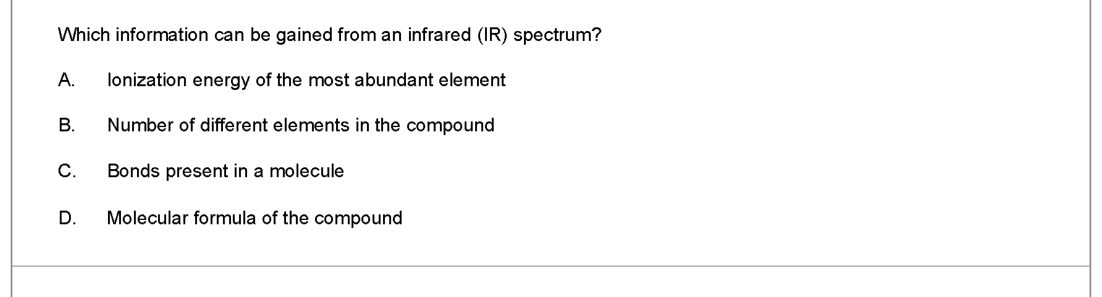 Which information can be gained from an infrared (IR) spectrum?
A. Ionization energy of the most abundant element
B. Number of different elements in the compound
C. Bonds present in a molecule
D. Molecular formula of the compound